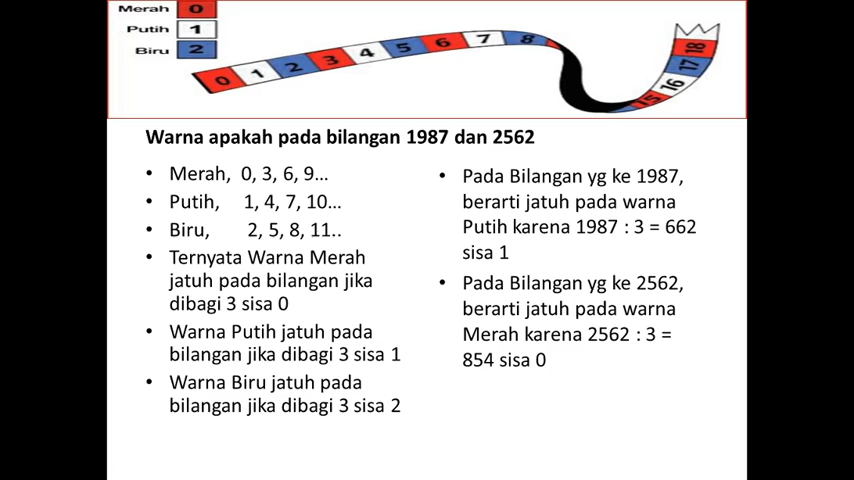 Merah 0
Putih 1
Biru 2
0 1 2 3 4 5 6 7 8 15 16 17 18
Warna apakah pada bilangan 1987 dan 2562
• Merah, 0, 3, 6, 9…
• Putih, 1, 4, 7, 10…
• Biru, 2, 5, 8, 11..
• Ternyata Warna Merah
jatuh pada bilangan jika
dibagi 3 sisa 0
• Warna Putih jatuh pada
bilangan jika dibagi 3 sisa 1
• Warna Biru jatuh pada
bilangan jika dibagi 3 sisa 2
• Pada Bilangan yg ke 1987,
berarti jatuh pada warna
Putih karena 1987 : 3 = 662
sisa 1
• Pada Bilangan yg ke 2562,
berarti jatuh pada warna
Merah karena 2562 : 3 =
854 sisa 0